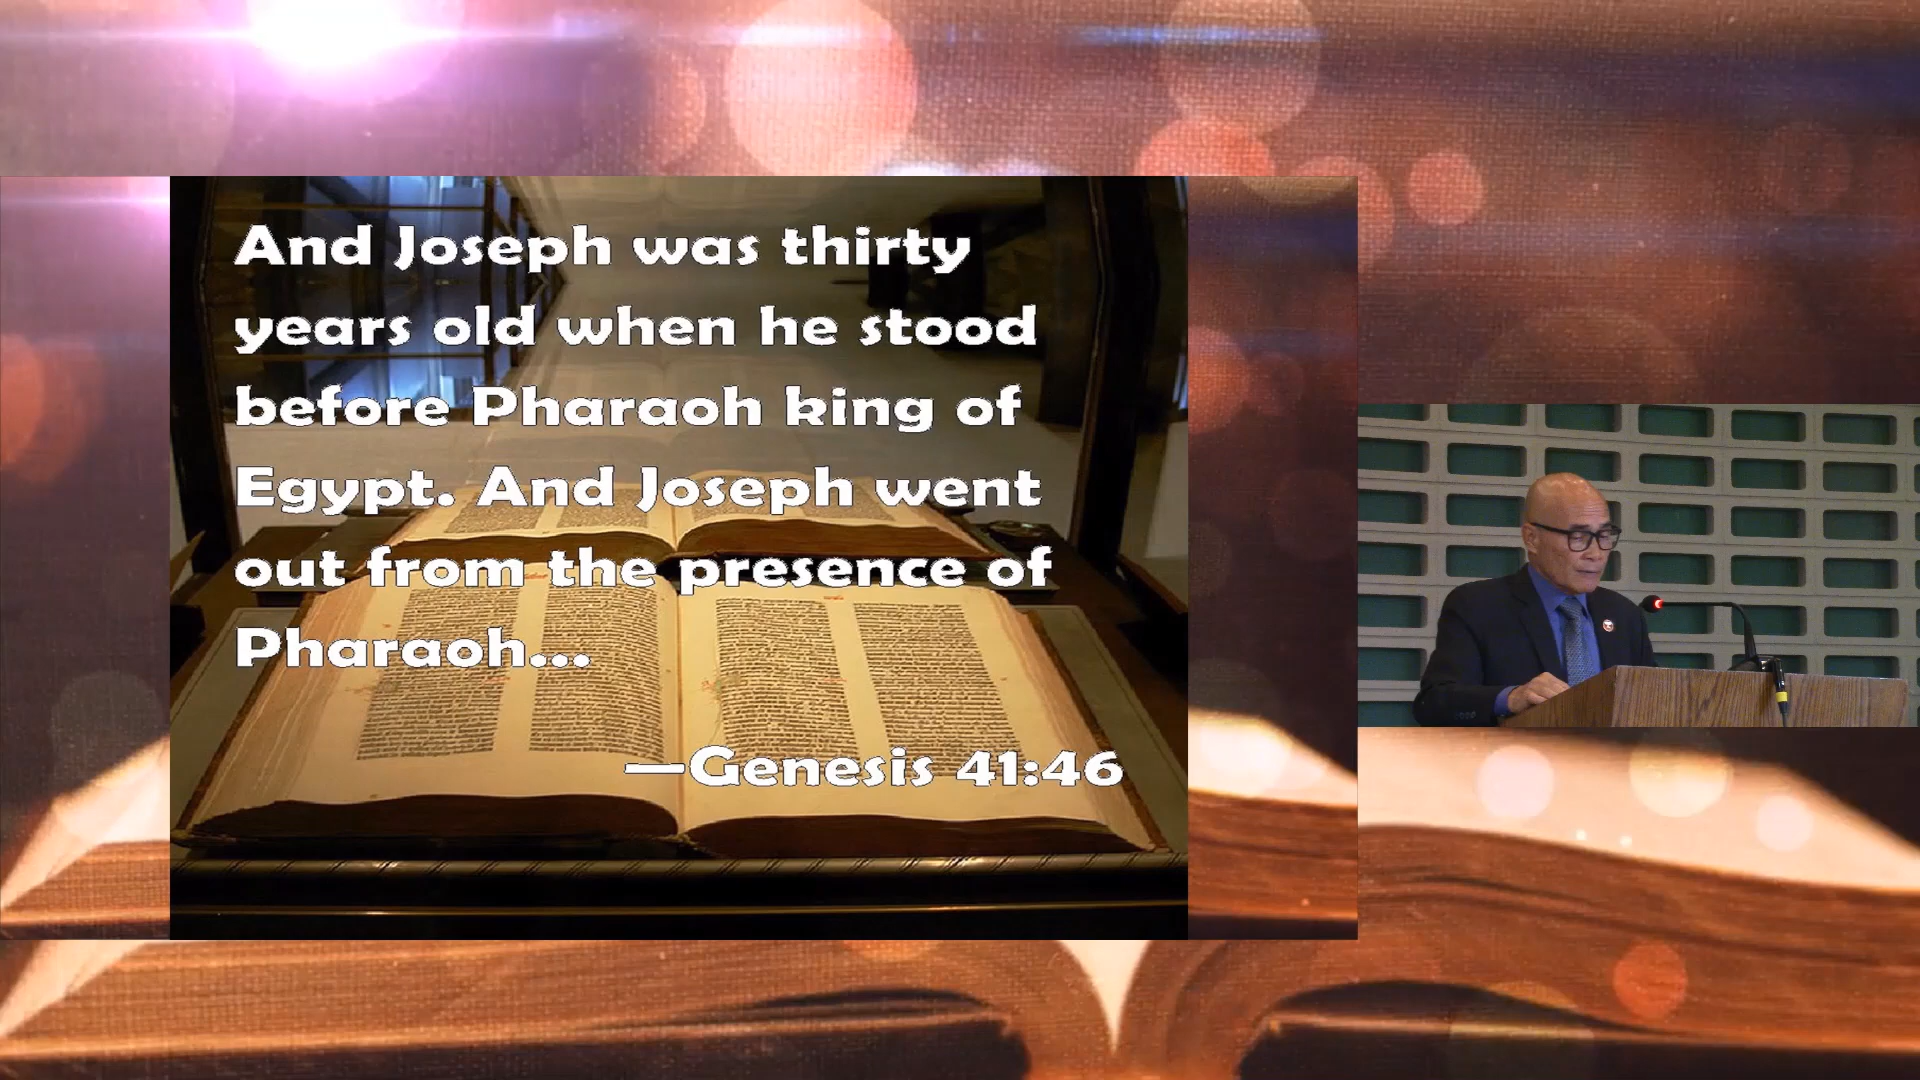 And Joseph was thirty
years old when he stood
before Pharaoh king of
Egypt. And Joseph went
out from the presence of
Pharaoh...
—Genesis 41:46